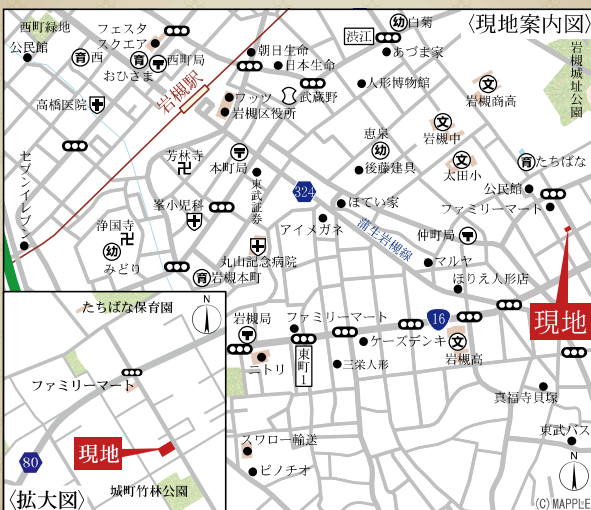 〈現地案内図〉
西町緑地
公民館
フェスタ
スクエア
育 西
育
おひさま
西町局
高橋医院
セブンイレブン
岩槻駅
朝日生命
日本生命
渋江
幼 白菊
あづま家
人形博物館
武蔵野
ワッツ
岩槻区役所
文
岩槻商高
岩槻城址公園
文
岩槻中
文
太田小
恵泉
幼
後藤建具
育 たちばな
公民館
ファミリーマート
芳林寺
本町局
東武証券
324
ほてい家
アイメガネ
峯小児科
浄国寺
幼
みどり
育 岩槻本町
丸山記念病院
蒲生岩槻線
仲町局
マルヤ
ほりえ人形店
現地
16
岩槻局
ファミリーマート
ニトリ
東町1
ケーズデンキ
文
岩槻高
三栄人形
真福寺貝塚
東武バス
スワロー輸送
ピノチオ
N
(C)MAPPLE
たちばな保育園
N
ファミリーマート
80
現地
城町竹林公園
〈拡大図〉